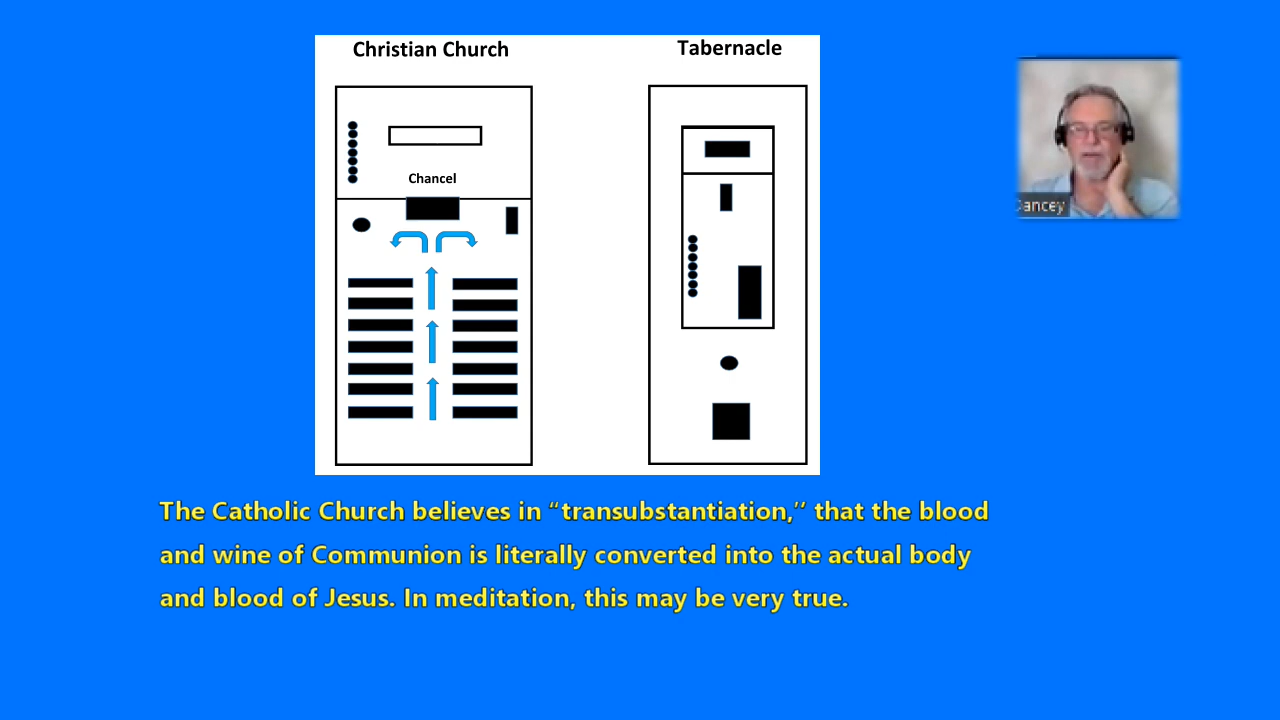 Christian Church
Tabernacle
Chancel
Dancey
The Catholic Church believes in “transubstantiation,’’ that the blood
and wine of Communion is literally converted into the actual body
and blood of Jesus. In meditation, this may be very true.